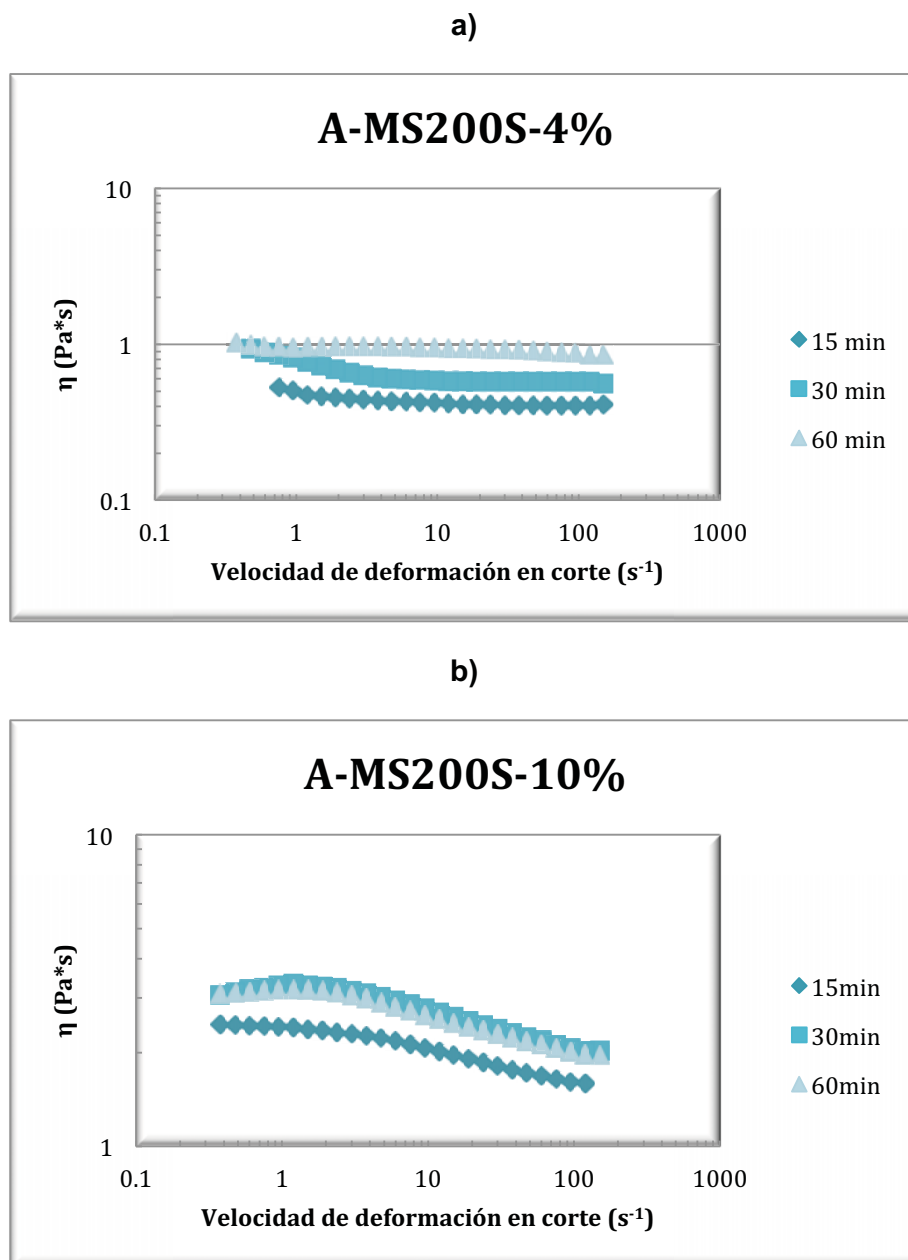 a)
A-MS200S-4%
10
1
0.1
η (Pa*s)
0.1 1 10 100 1000
Velocidad de deformación en corte (s⁻¹)
15 min
30 min
60 min
b)
A-MS200S-10%
10
1
η (Pa*s)
0.1 1 10 100 1000
Velocidad de deformación en corte (s⁻¹)
15min
30min
60min